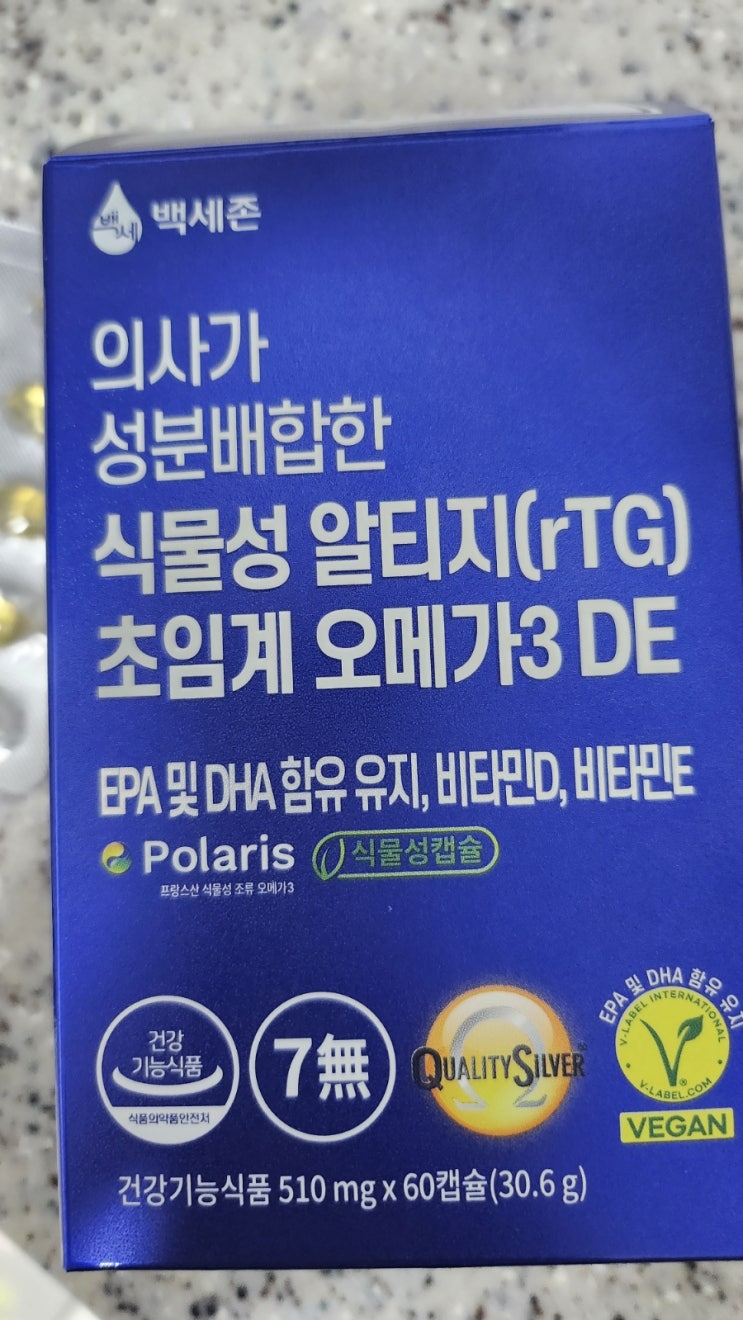 백세
백세존
의사가
성분배합한
식물성 알티지(rTG)
초임계 오메가3 DE
EPA 및 DHA 함유 유지, 비타민D, 비타민E
Polaris
식물성캡슐
프랑스산 식물성 조류 오메가3
건강
기능식품
식품의약품안전처
7無
QUALITYSILVER®
EPA 및 DHA 함유 유지
V-LABEL INTERNATIONAL
V-LABEL.COM
VEGAN
건강기능식품 510 mg x 60캡슐(30.6 g)